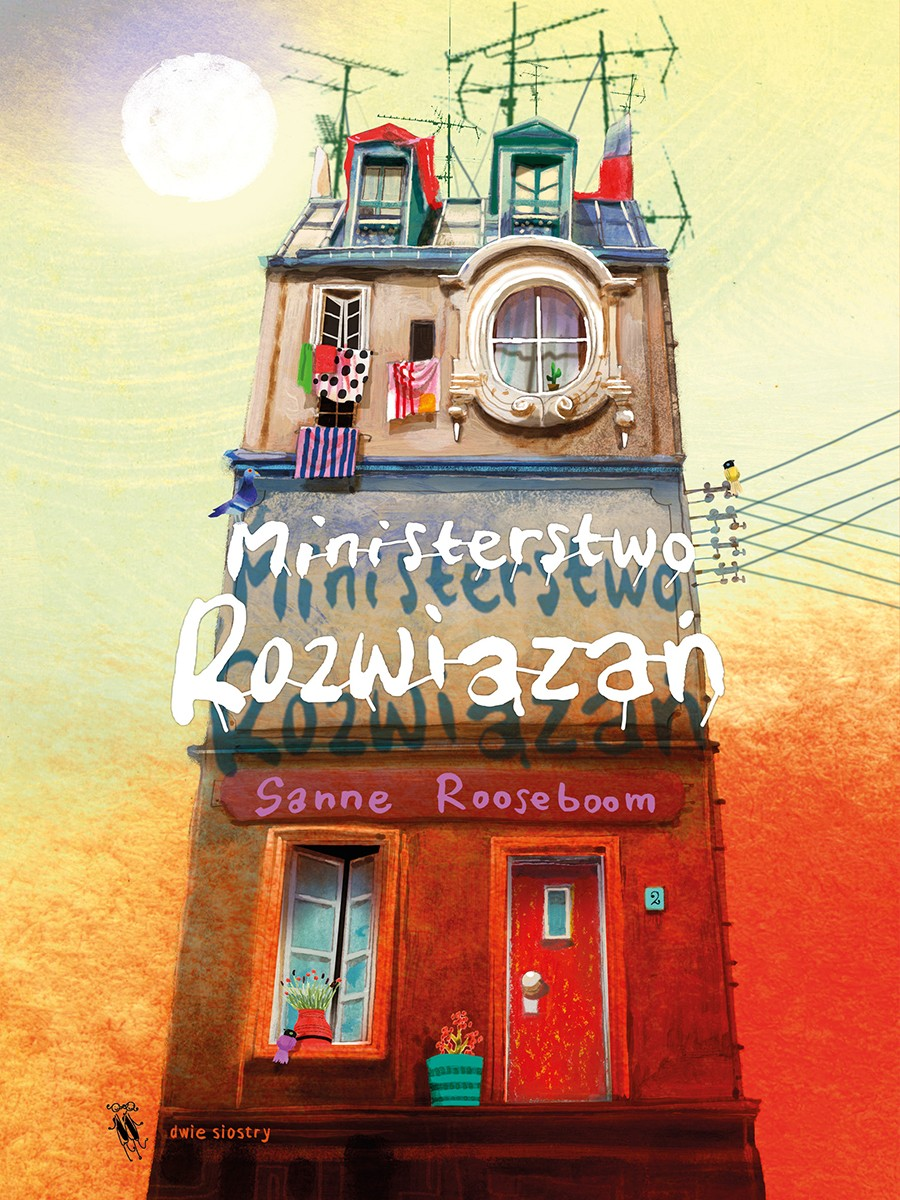 Ministerstwo
Rozwiązań
Sanne Rooseboom
2
dwie siostry